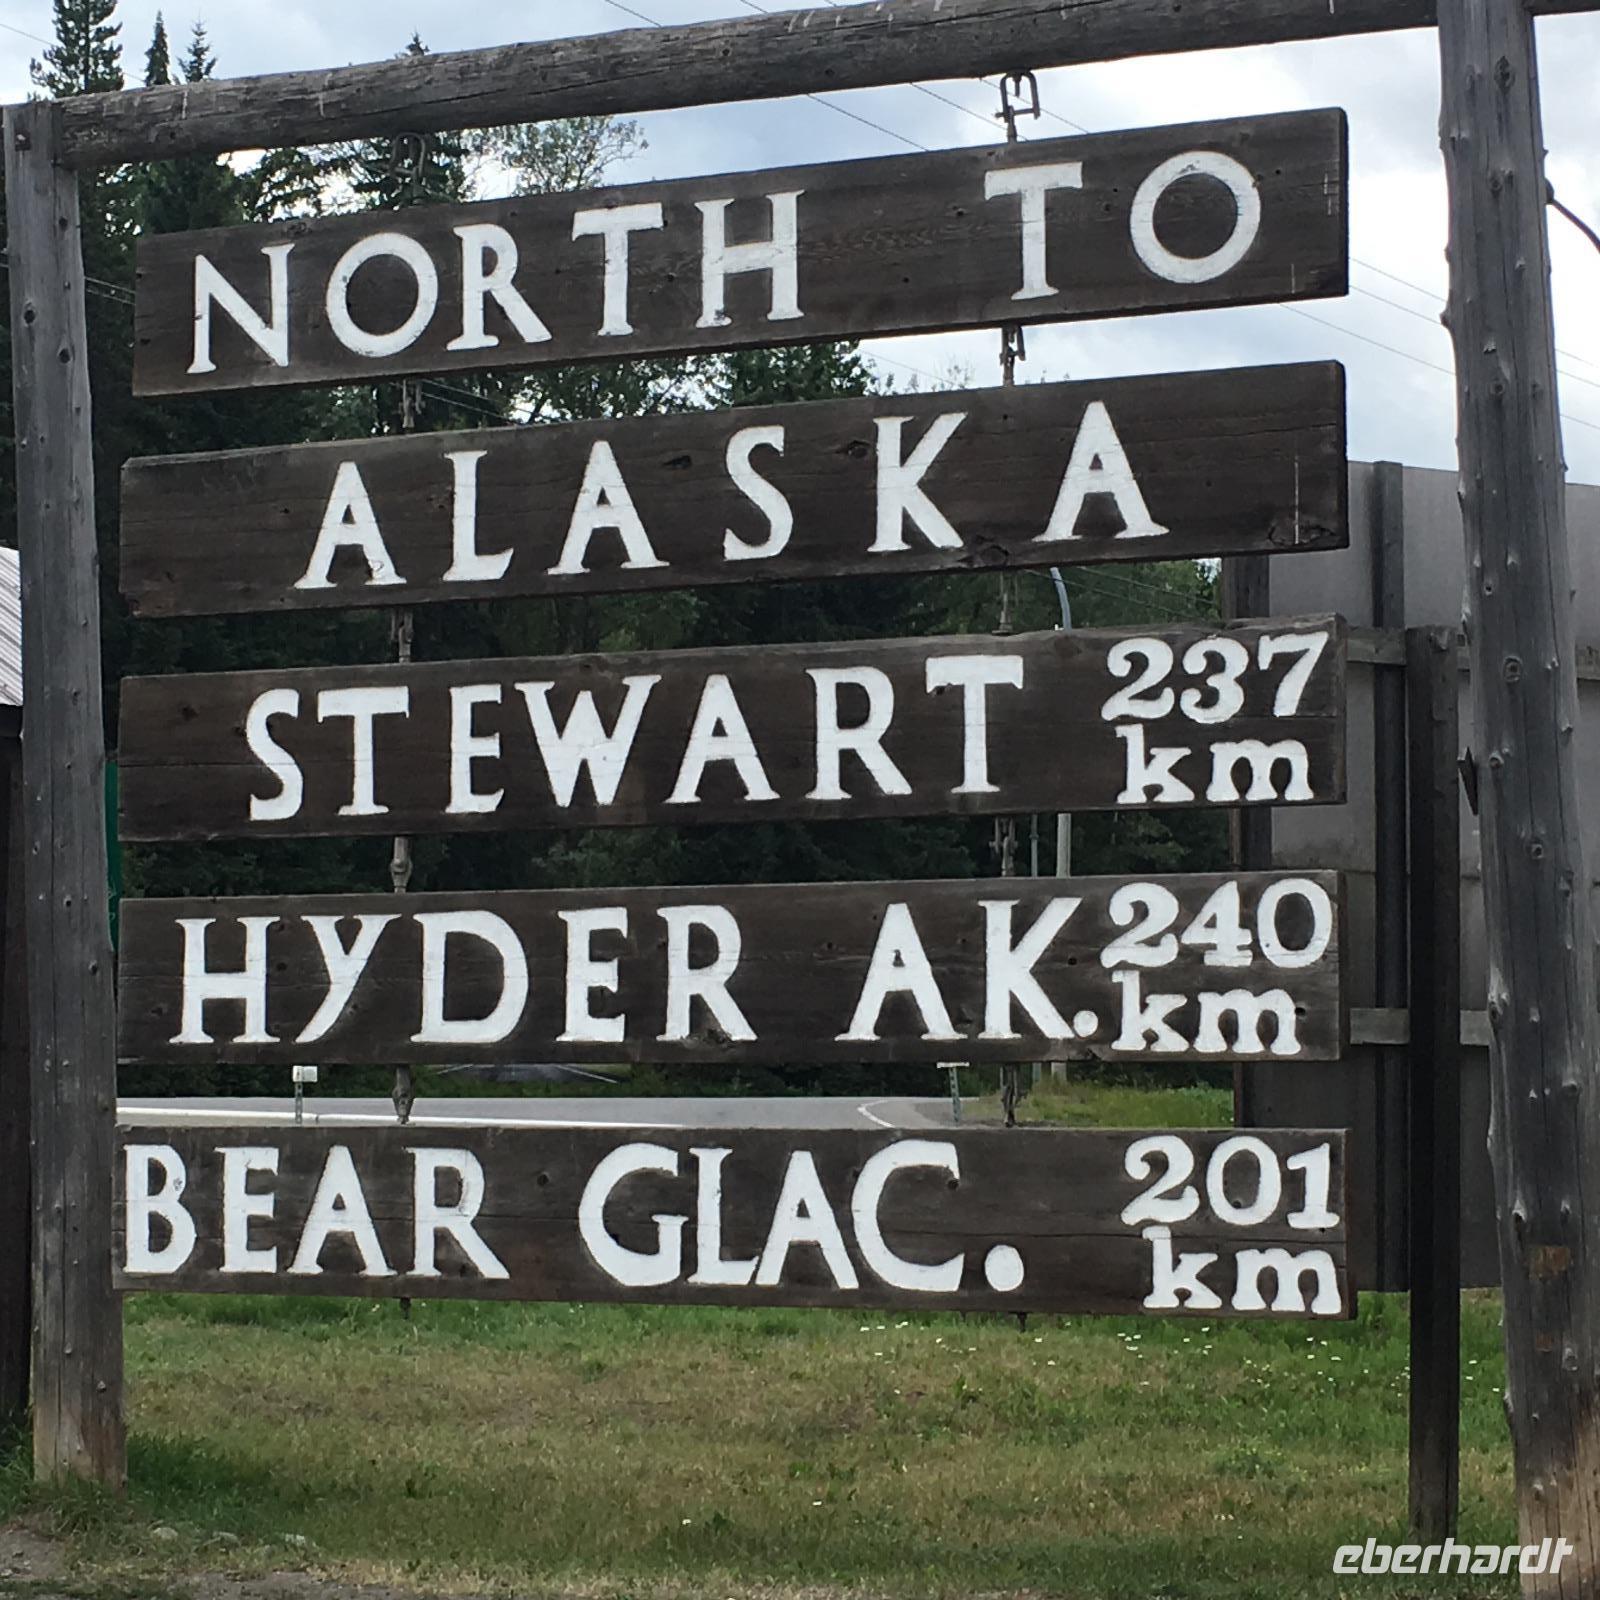 NORTH TO
ALASKA
STEWART 237 km
HYDER AK. 240 km
BEAR GLAC. 201 km
eberhardt